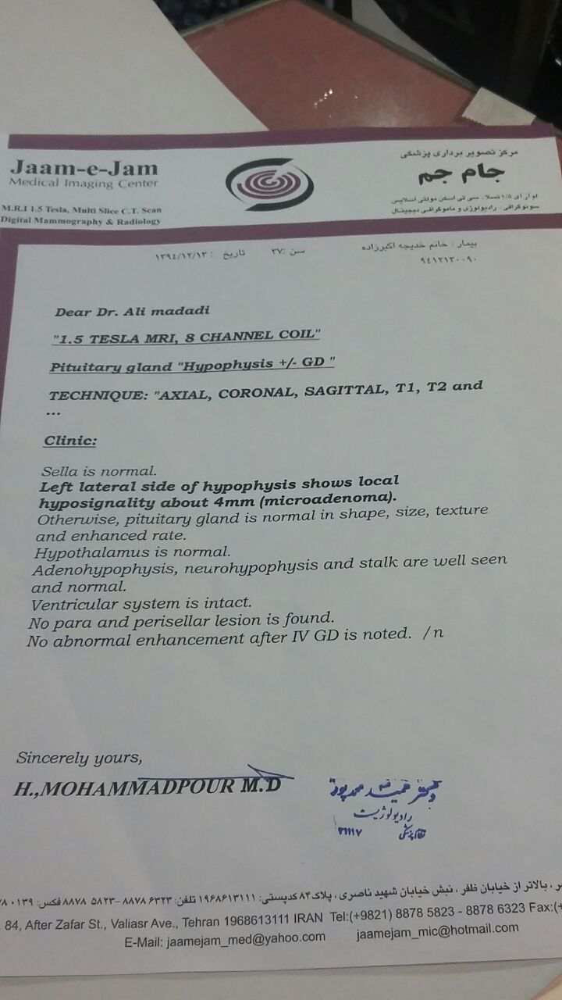 Jaam-e-Jam
Medical Imaging Center
M.R.I 1.5 Tesla, Multi Slice C.T. Scan
Digital Mammography & Radiology
مرکز تصویر برداری پزشکی
جام جم
ام آر آی ۱/۵ تسلا ، سی تی اسکن مولتی اسلایس
سونوگرافی ، رادیولوژی و ماموگرافی دیجیتال
بیمار : خانم خدیجه اکبرزاده
سن :۳۷
تاریخ : ۱۳۹۴/۱۲/۱۳
۹۴۱۲۱۳۰۰۹۰
Dear Dr. Ali madadi
"1.5 TESLA MRI, 8 CHANNEL COIL"
Pituitary gland "Hypophysis +/- GD "
TECHNIQUE: "AXIAL, CORONAL, SAGITTAL, T1, T2 and
...
Clinic:
Sella is normal.
Left lateral side of hypophysis shows local
hyposignality about 4mm (microadenoma).
Otherwise, pituitary gland is normal in shape, size, texture
and enhanced rate.
Hypothalamus is normal.
Adenohypophysis, neurohypophysis and stalk are well seen
and normal.
Ventricular system is intact.
No para and perisellar lesion is found.
No abnormal enhancement after IV GD is noted. /n
Sincerely yours,
H.,MOHAMMADPOUR M.D
دکتر جمشید محمدپور
رادیولوژیست
نظام پزشکی
بالاتر از خیابان ظفر ، نبش خیابان شهید ناصری ، پلاک ۸۴ کدپستی: ۱۹۶۸۶۱۳۱۱۱ تلفن: ۶۳۲۳ ۸۸۷۸ – ۵۸۲۳ ۸۸۷۸ فکس: ۰۱۳۹
84, After Zafar St., Valiasr Ave., Tehran 1968613111 IRAN Tel:(+9821) 8878 5823 - 8878 6323 Fax:(+
E-Mail: jaamejam_med@yahoo.com jaamejam_mic@hotmail.com